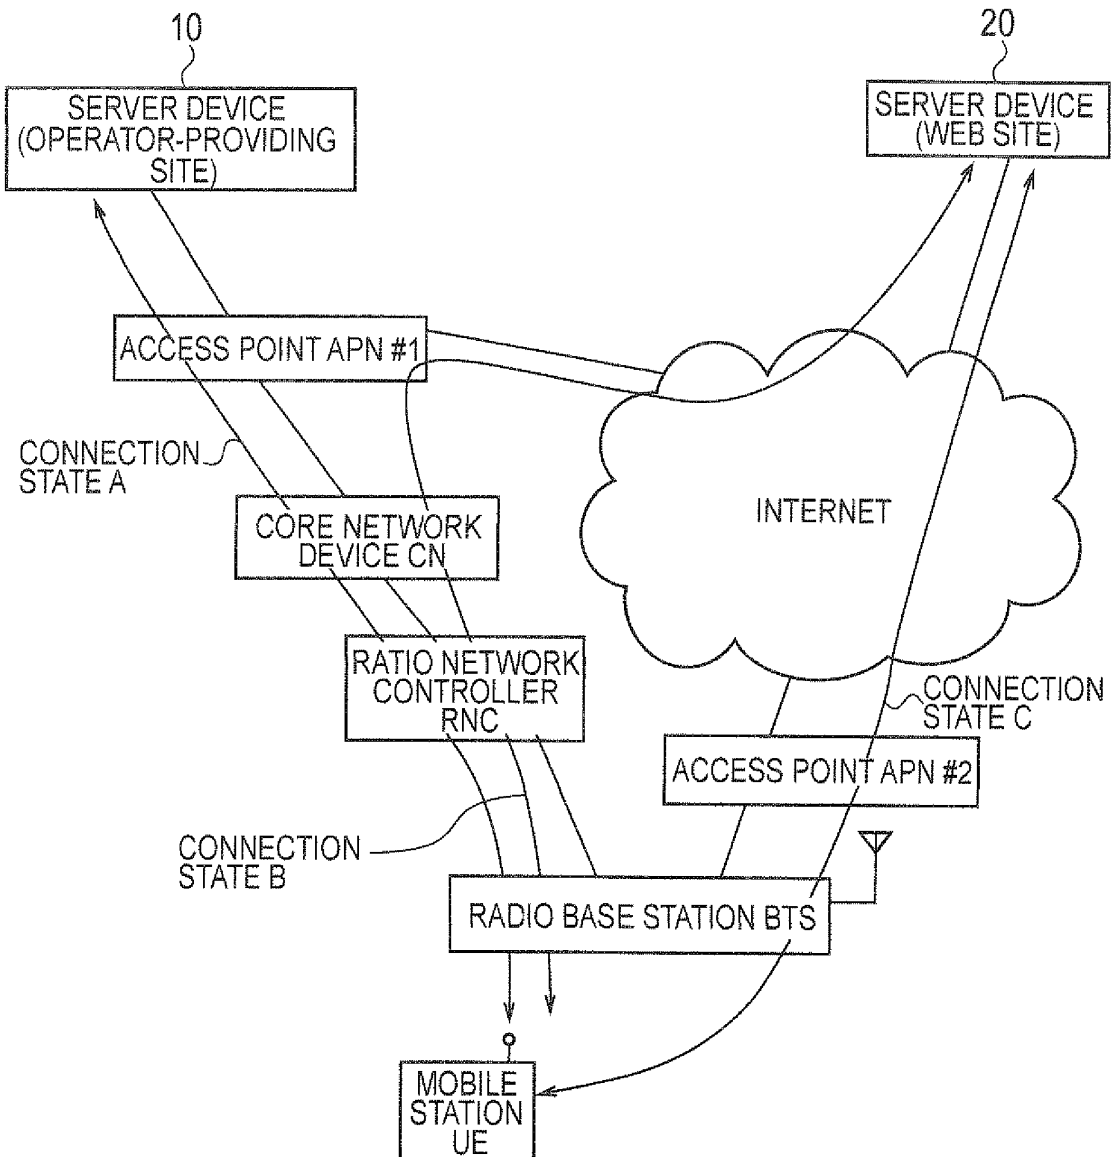 10
20
SERVER DEVICE
(OPERATOR-PROVIDING
SITE)
SERVER DEVICE
(WEB SITE)
ACCESS POINT APN #1
CONNECTION
STATE A
INTERNET
CORE NETWORK
DEVICE CN
RATIO NETWORK
CONTROLLER
RNC
CONNECTION
STATE C
ACCESS POINT APN #2
CONNECTION
STATE B
RADIO BASE STATION BTS
MOBILE
STATION
UE